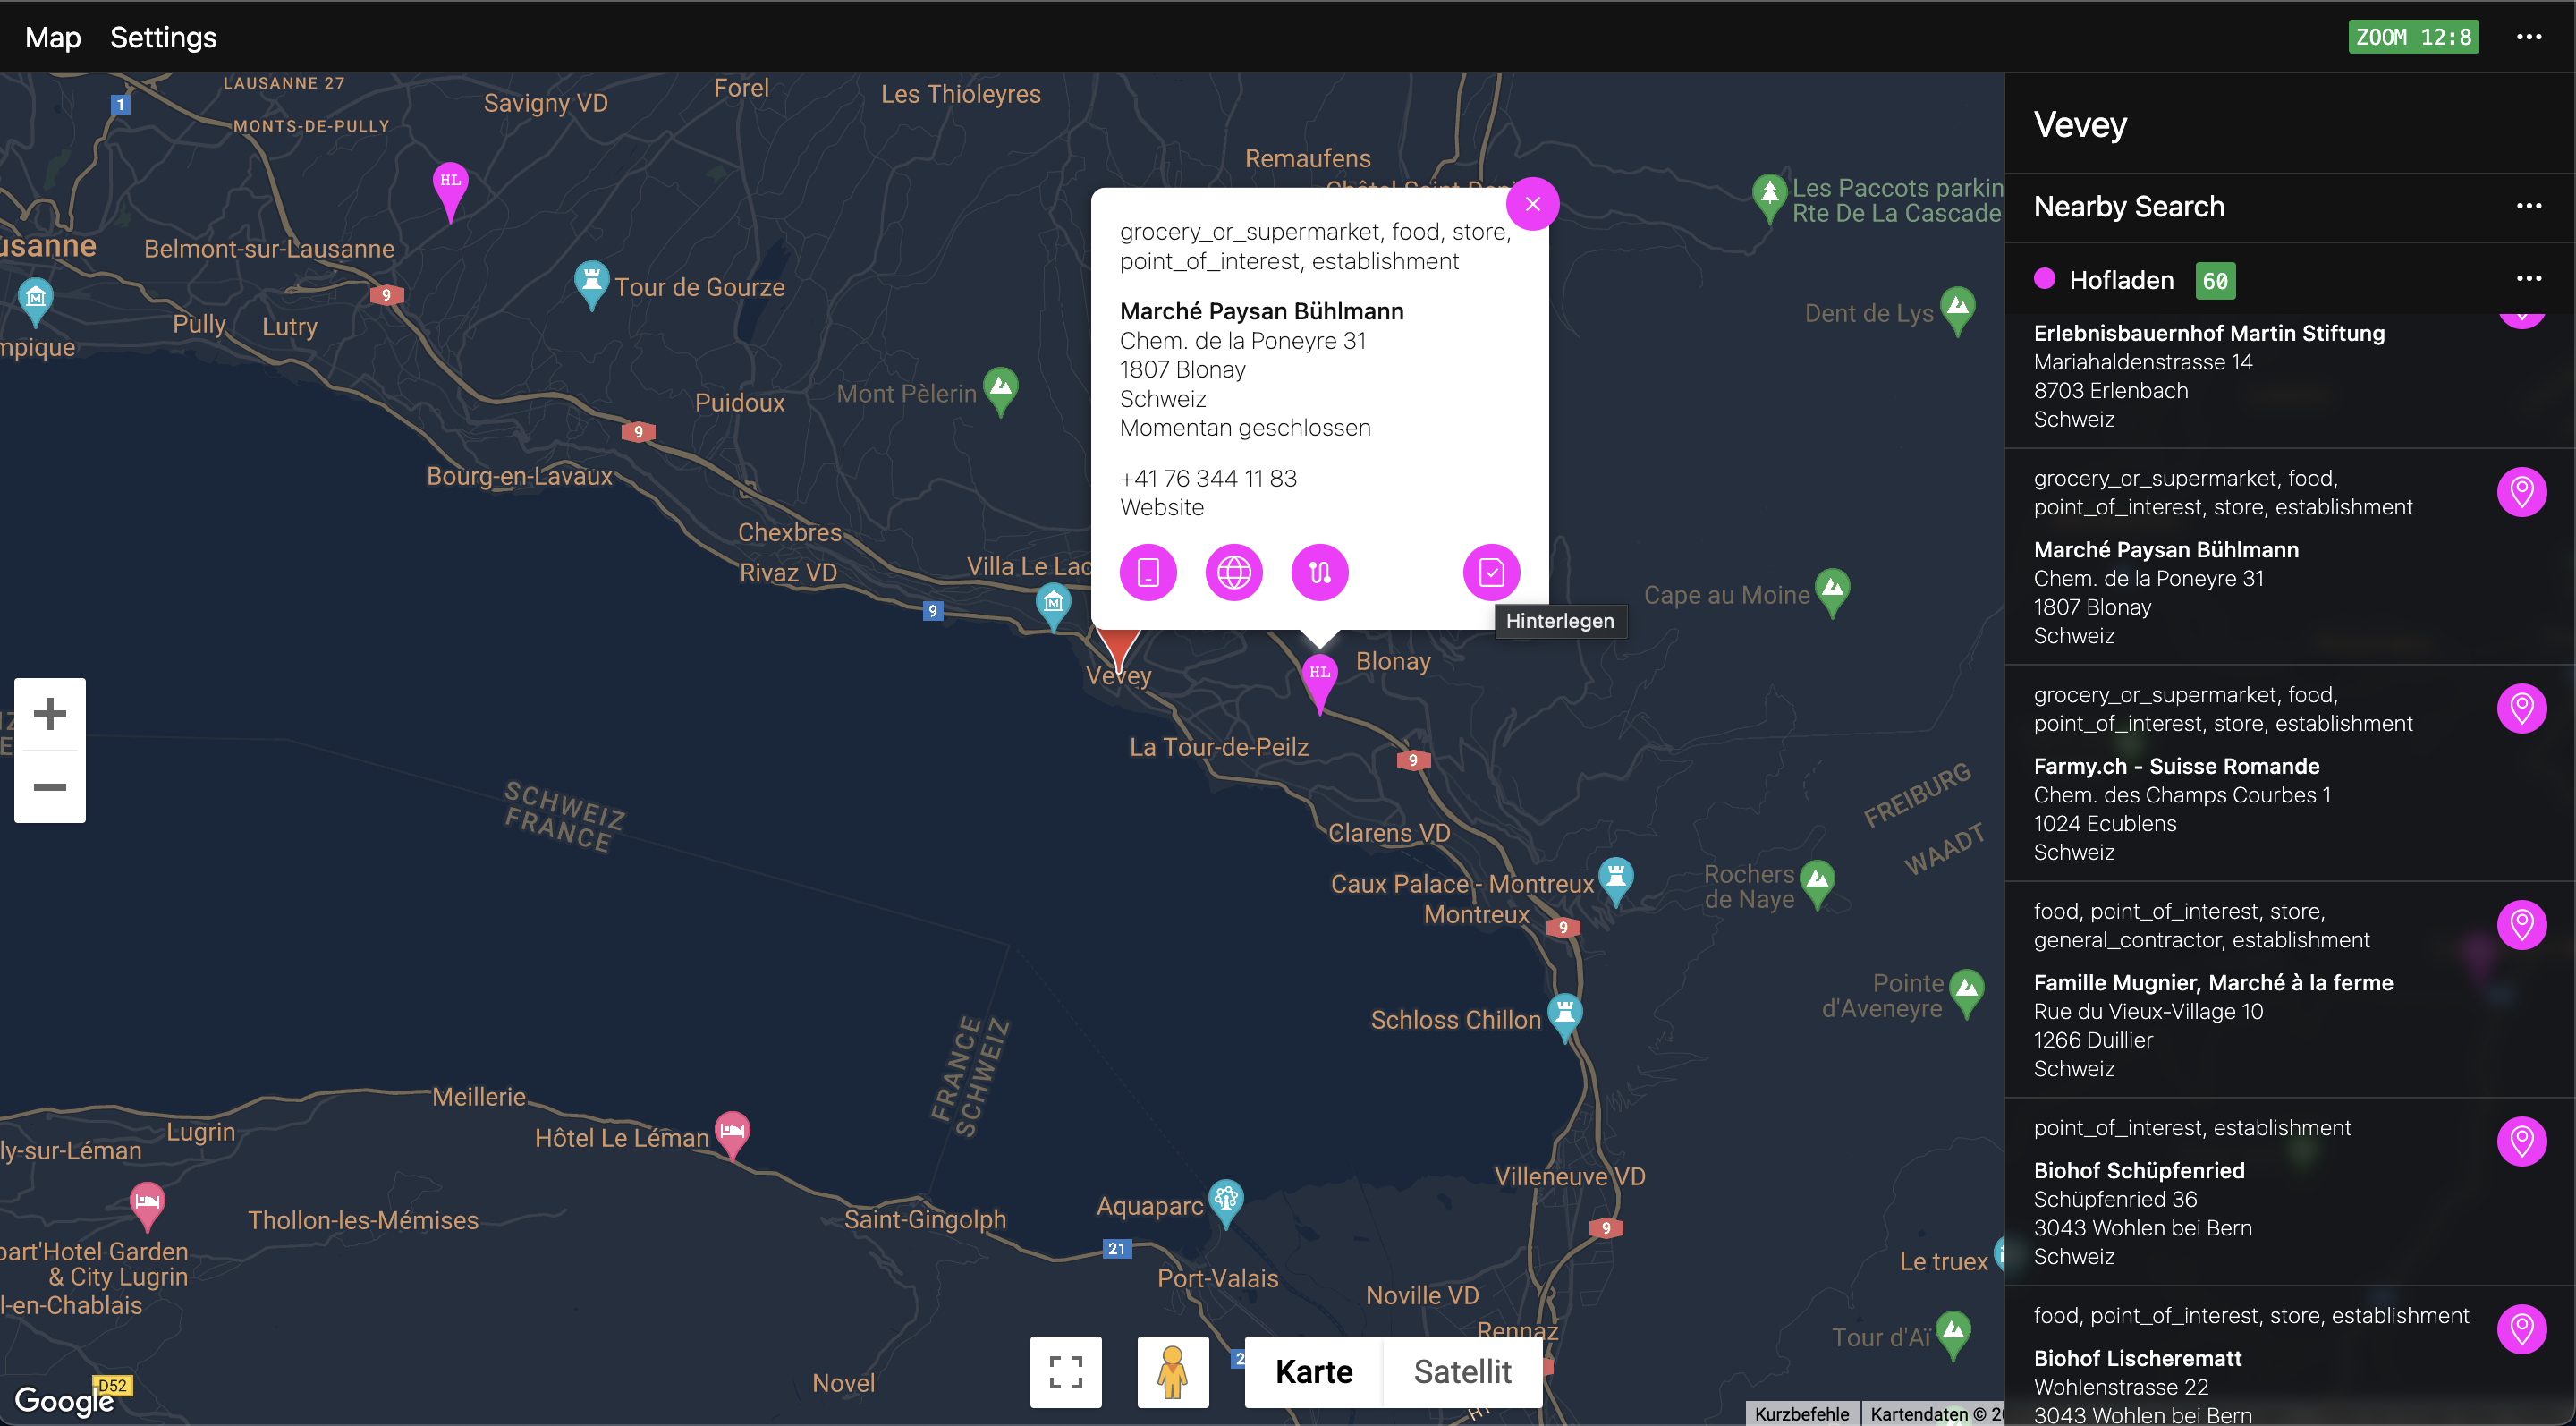 Map Settings
ZOOM 12:8
LAUSANNE 27
Forel
Savigny VD
Les Thioleyres
1
MONTS-DE-PULLY
HL
Remaufens
Les Paccots parkin
Rte De La Cascade
Belmont-sur-Lausanne
9
Tour de Gourze
Dent de Lys
Pully
Lutry
Mont Pèlerin
Puidoux
9
Bourg-en-Lavaux
Chexbres
Villa Le Lac
Rivaz VD
9
Cape au Moine
grocery_or_supermarket, food, store,
point_of_interest, establishment
Marché Paysan Bühlmann
Chem. de la Poneyre 31
1807 Blonay
Schweiz
Momentan geschlossen
+41 76 344 11 83
Website
Hinterlegen
HL
Blonay
Vevey
La Tour-de-Peilz
9
SCHWEIZ
FRANCE
FREIBURG
WAADT
Clarens VD
Caux Palace - Montreux
Rochers
de Naye
Montreux
9
Pointe
d'Aveneyre
Schloss Chillon
FRANCE
SCHWEIZ
Meillerie
Lugrin
Hôtel Le Léman
ly-sur-Léman
Villeneuve VD
Aquaparc
Thollon-les-Mémises
Saint-Gingolph
9
21
part'Hotel Garden
& City Lugrin
Le truex
Port-Valais
Noville VD
l-en-Chablais
Rennaz
Tour d'Aï
Novel
D52
Google
Karte
Satellit
Kurzbefehle
Kartendaten ©
Vevey
Nearby Search
Hofladen 60
Erlebnisbauernhof Martin Stiftung
Mariahaldenstrasse 14
8703 Erlenbach
Schweiz
grocery_or_supermarket, food,
point_of_interest, store, establishment
Marché Paysan Bühlmann
Chem. de la Poneyre 31
1807 Blonay
Schweiz
grocery_or_supermarket, food,
point_of_interest, store, establishment
Farmy.ch - Suisse Romande
Chem. des Champs Courbes 1
1024 Ecublens
Schweiz
food, point_of_interest, store,
general_contractor, establishment
Famille Mugnier, Marché à la ferme
Rue du Vieux-Village 10
1266 Duillier
Schweiz
point_of_interest, establishment
Biohof Schüpfenried
Schüpfenried 36
3043 Wohlen bei Bern
Schweiz
food, point_of_interest, store, establishment
Biohof Lischerematt
Wohlenstrasse 22
3043 Wohlen bei Bern